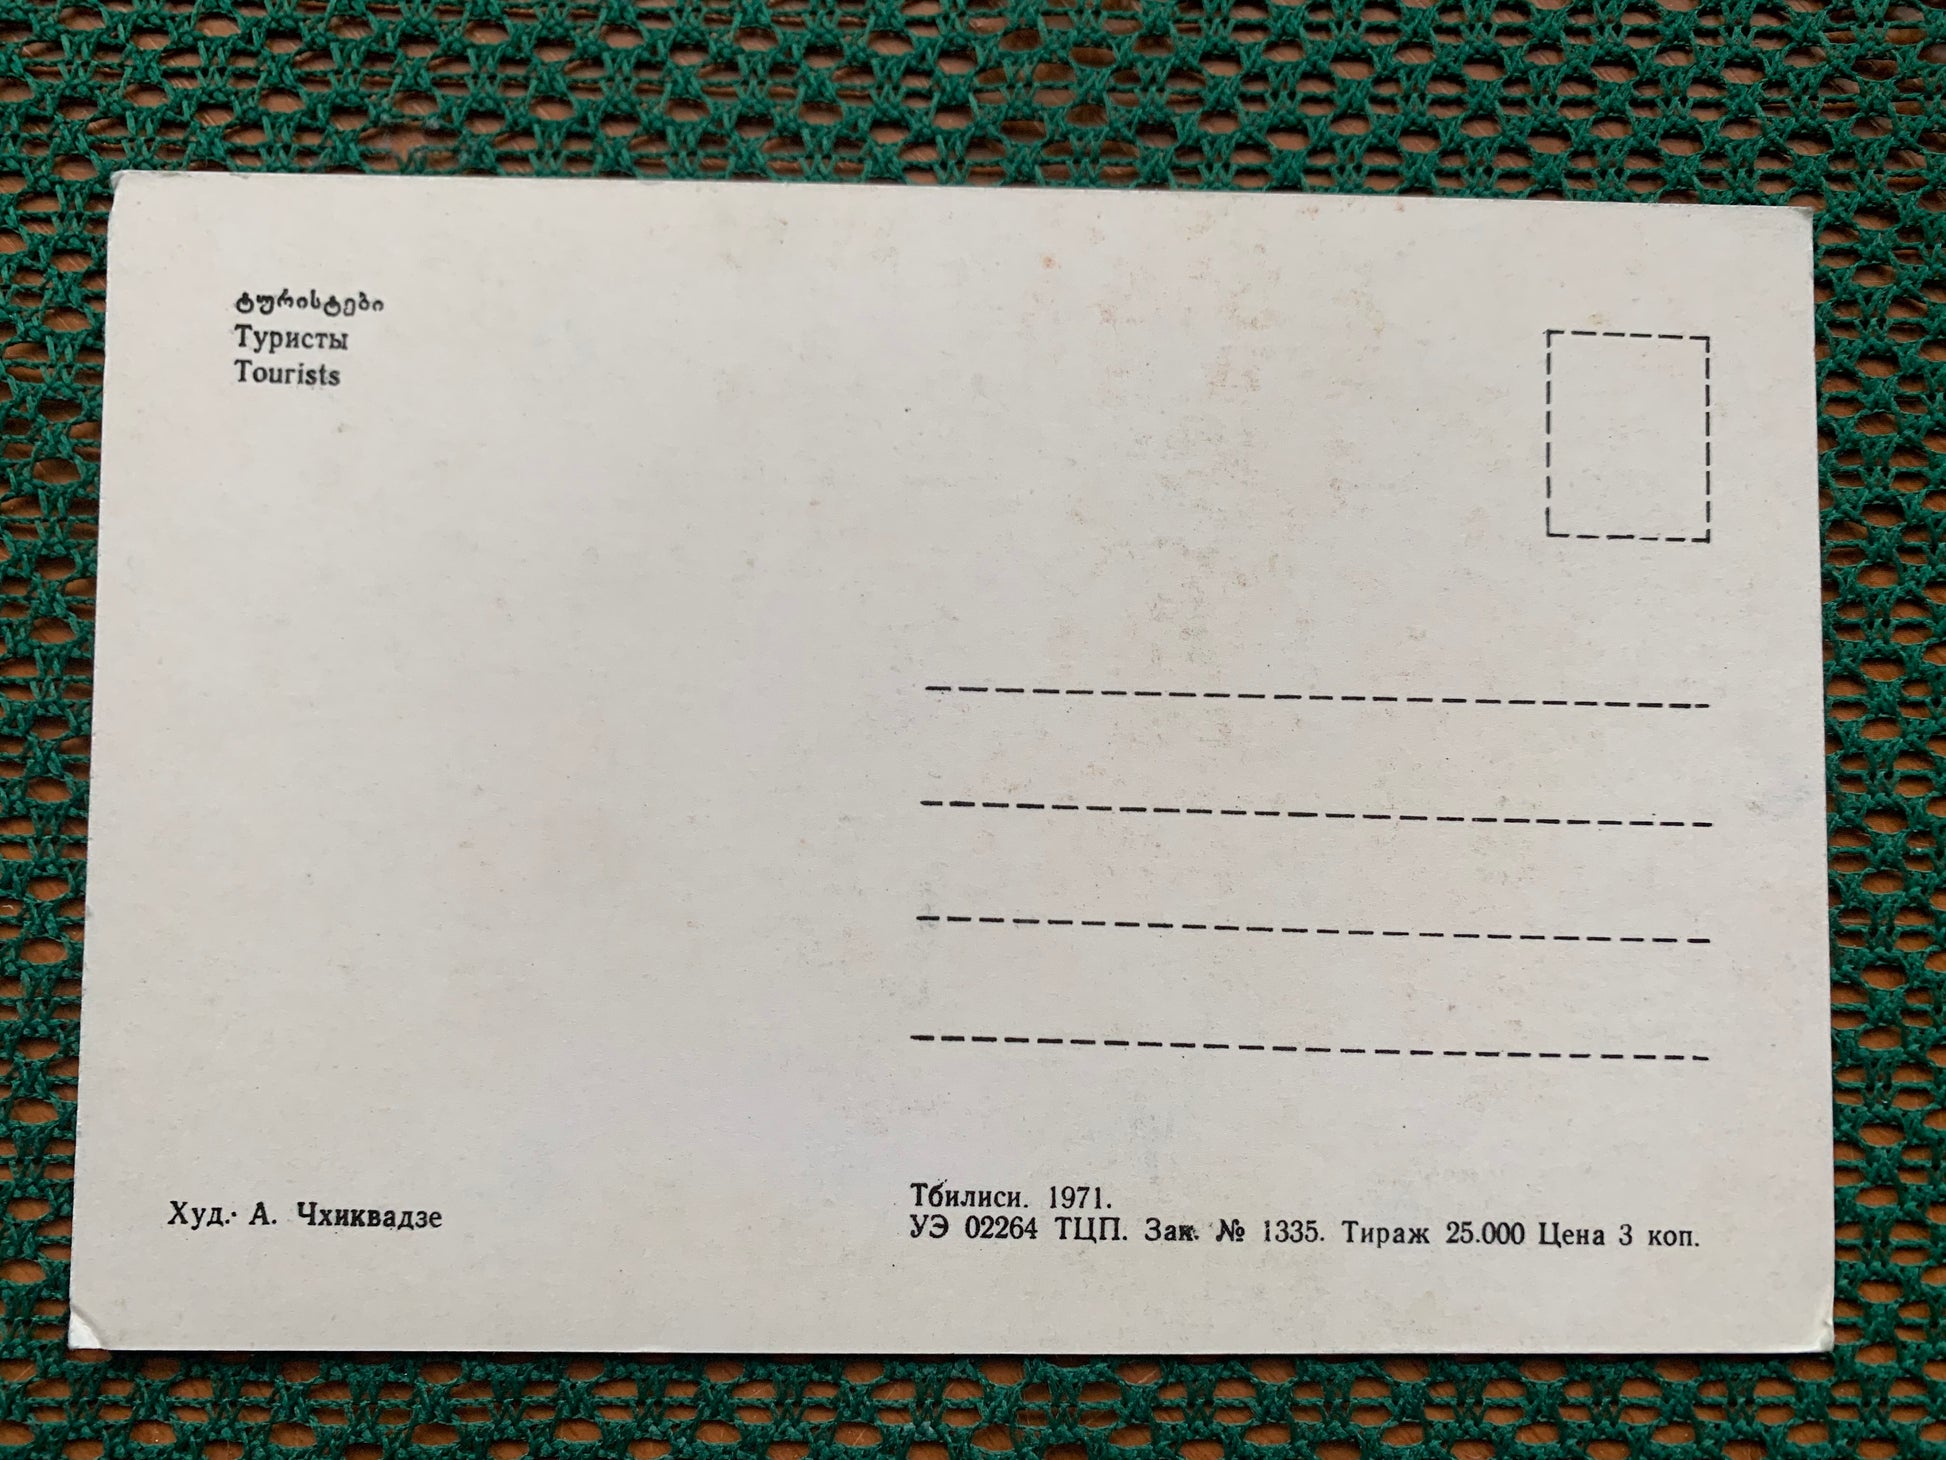 ტურისტები
Туристы
Tourists
Худ. А. Чхиквадзе
Тбилиси. 1971.
УЭ 02264 ТЦП. Зак. № 1335. Тираж 25.000 Цена 3 коп.